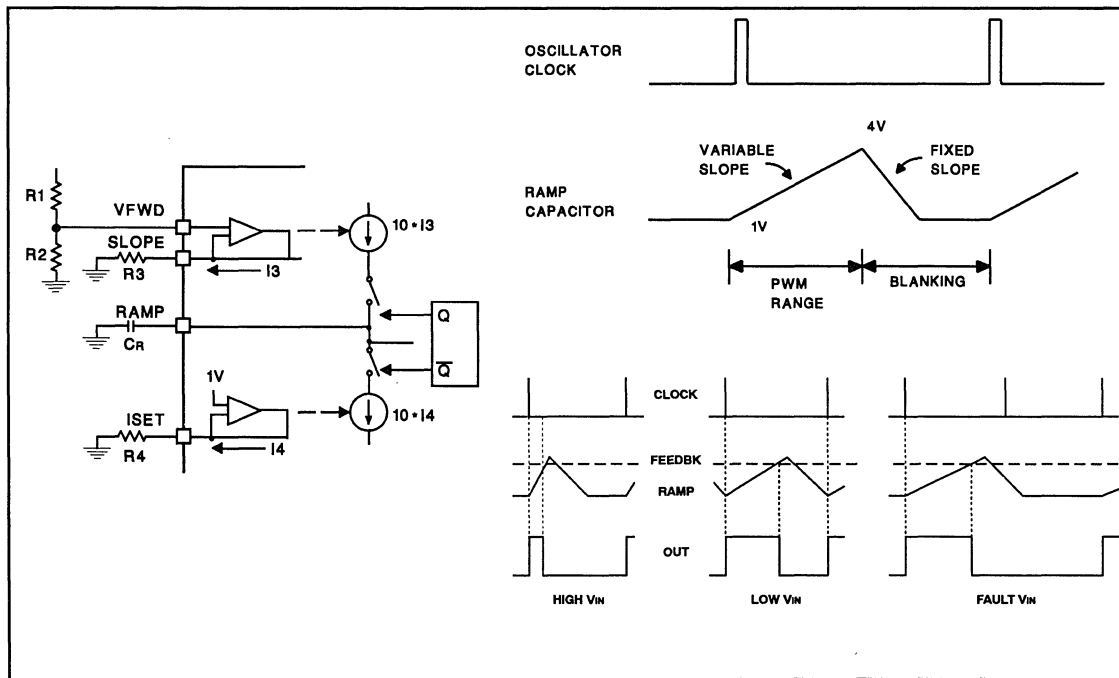 OSCILLATOR
CLOCK
4V
VARIABLE
SLOPE
FIXED
SLOPE
RAMP
CAPACITOR
1V
PWM
RANGE
BLANKING
R1
VFWD
R2
SLOPE
R3
I3
10 * I3
RAMP
CR
Q
Q̅
1V
ISET
R4
I4
10 * I4
CLOCK
FEEDBK
RAMP
OUT
HIGH VIN
LOW VIN
FAULT VIN